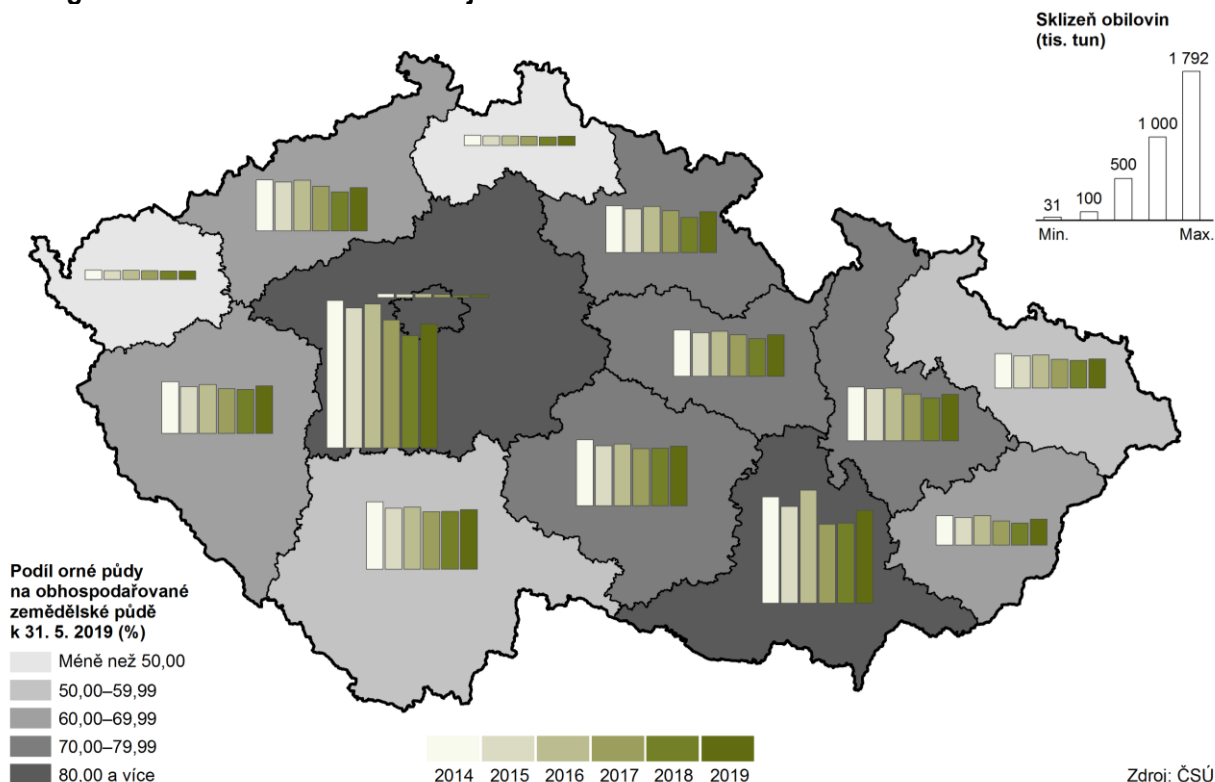 Sklizeň obilovin
(tis. tun)
1 792
1 000
500
100
31
Min.
Max.
Podíl orné půdy
na obhospodařované
zemědělské půdě
k 31. 5. 2019 (%)
Méně než 50,00
50,00–59,99
60,00–69,99
70,00–79,99
80,00 a více
2014 2015 2016 2017 2018 2019
Zdroj: ČSÚ